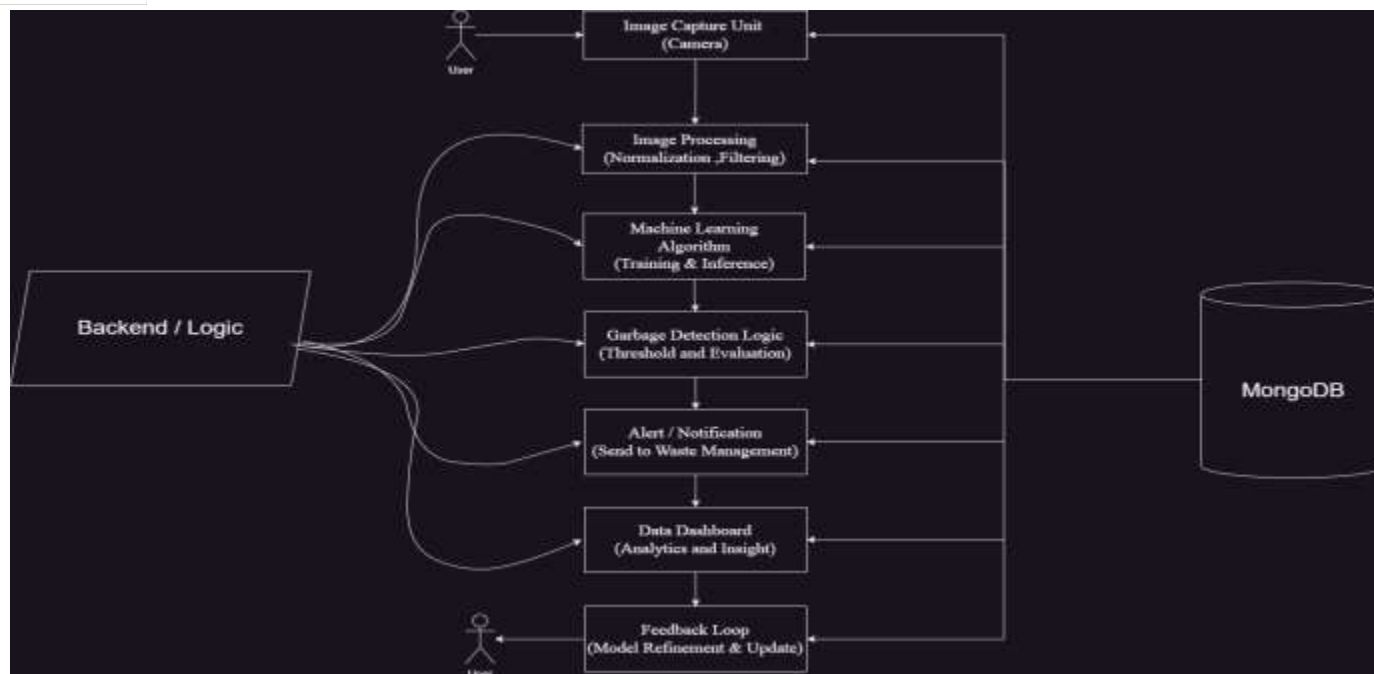 Image Capture Unit
(Camera)
User
Image Processing
(Normalization ,Filtering)
Machine Learning
Algorithm
(Training & Inference)
Backend / Logic
Garbage Detection Logic
(Threshold and Evaluation)
MongoDB
Alert / Notification
(Send to Waste Management)
Data Dashboard
(Analytics and Insight)
Feedback Loop
(Model Refinement & Update)
User